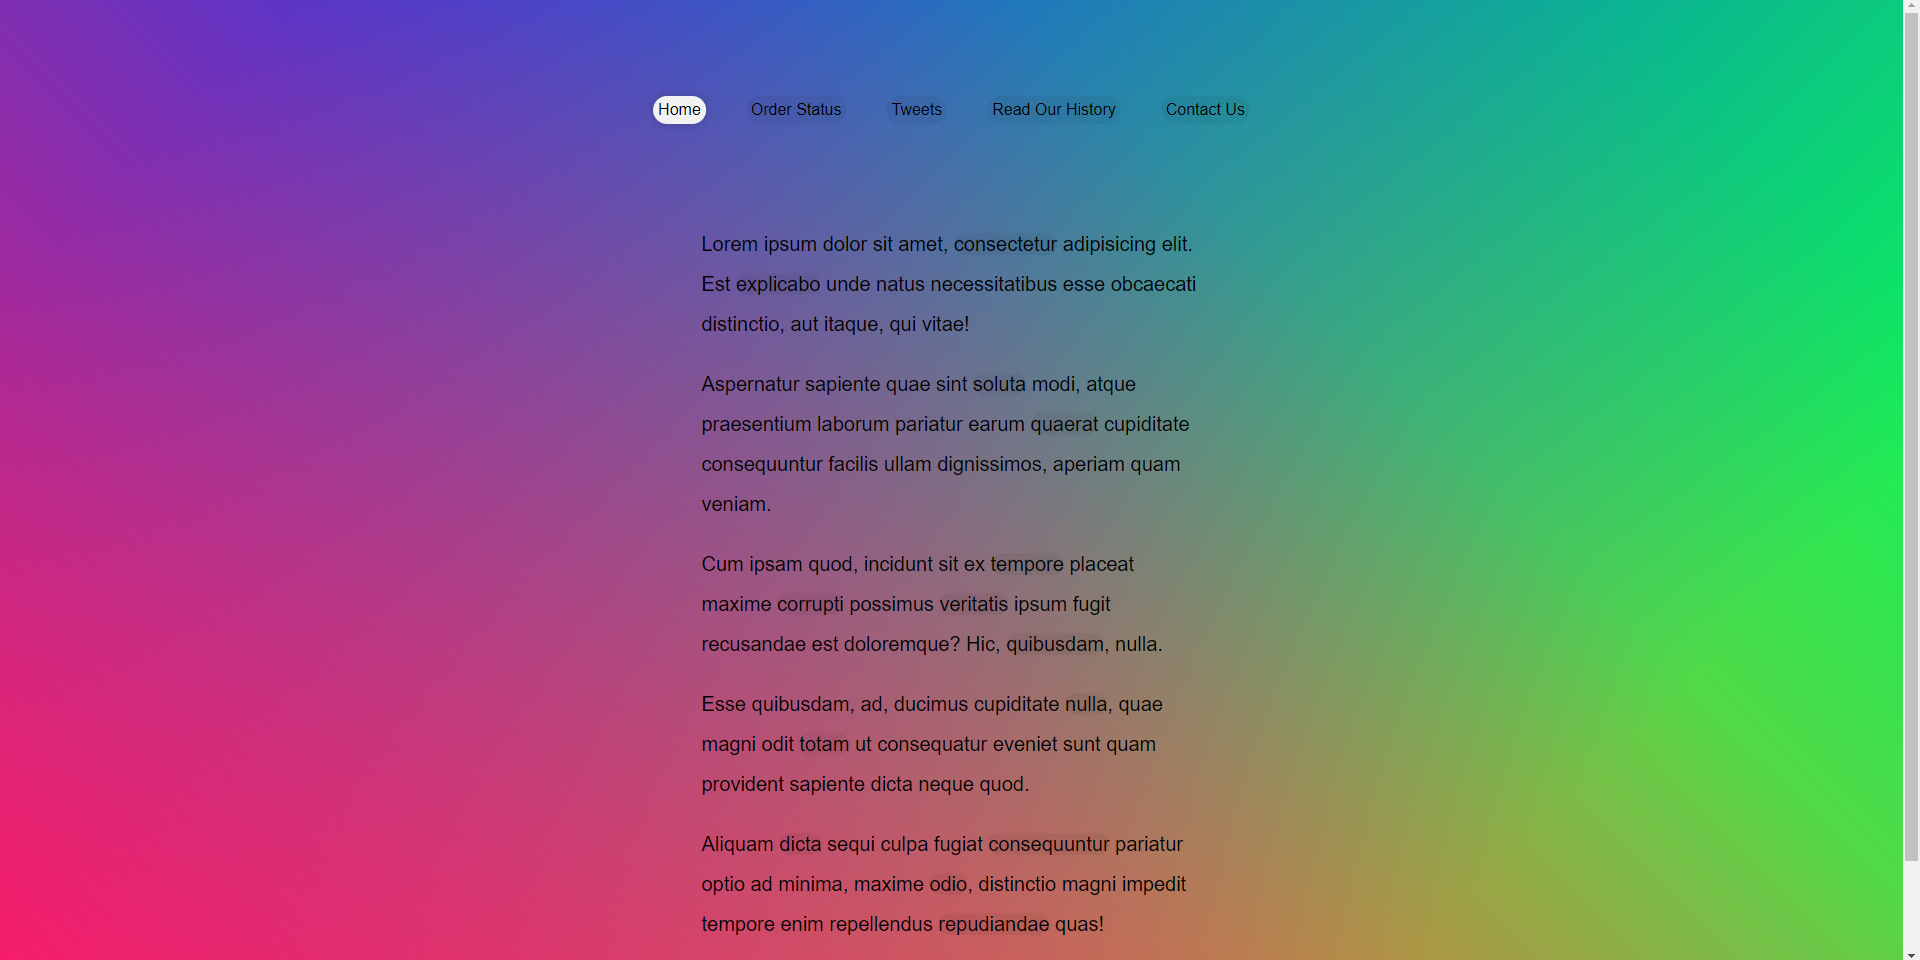 Home Order Status Tweets Read Our History Contact Us
Lorem ipsum dolor sit amet, consectetur adipisicing elit.
Est explicabo unde natus necessitatibus esse obcaecati
distinctio, aut itaque, qui vitae!
Aspernatur sapiente quae sint soluta modi, atque
praesentium laborum pariatur earum quaerat cupiditate
consequuntur facilis ullam dignissimos, aperiam quam
veniam.
Cum ipsam quod, incidunt sit ex tempore placeat
maxime corrupti possimus veritatis ipsum fugit
recusandae est doloremque? Hic, quibusdam, nulla.
Esse quibusdam, ad, ducimus cupiditate nulla, quae
magni odit totam ut consequatur eveniet sunt quam
provident sapiente dicta neque quod.
Aliquam dicta sequi culpa fugiat consequuntur pariatur
optio ad minima, maxime odio, distinctio magni impedit
tempore enim repellendus repudiandae quas!